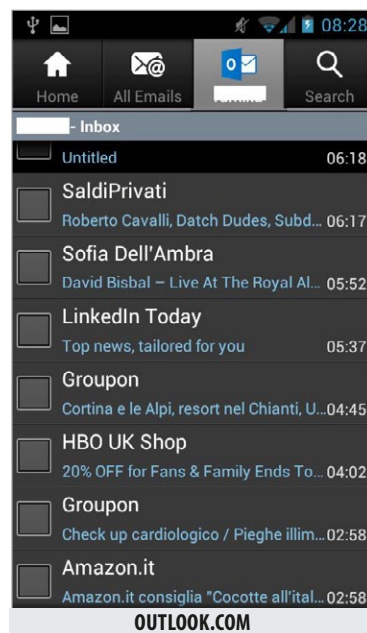 08:28
Home
All Emails
Search
- Inbox
Untitled 06:18
SaldiPrivati
Roberto Cavalli, Datch Dudes, Subd... 06:17
Sofia Dell'Ambra
David Bisbal – Live At The Royal Al... 05:52
LinkedIn Today
Top news, tailored for you 05:37
Groupon
Cortina e le Alpi, resort nel Chianti, U...04:45
HBO UK Shop
20% OFF for Fans & Family Ends To... 04:02
Groupon
Check up cardiologico / Pieghe illim... 02:58
Amazon.it
Amazon.it consiglia "Cocotte all'ital... 02:58
OUTLOOK.COM